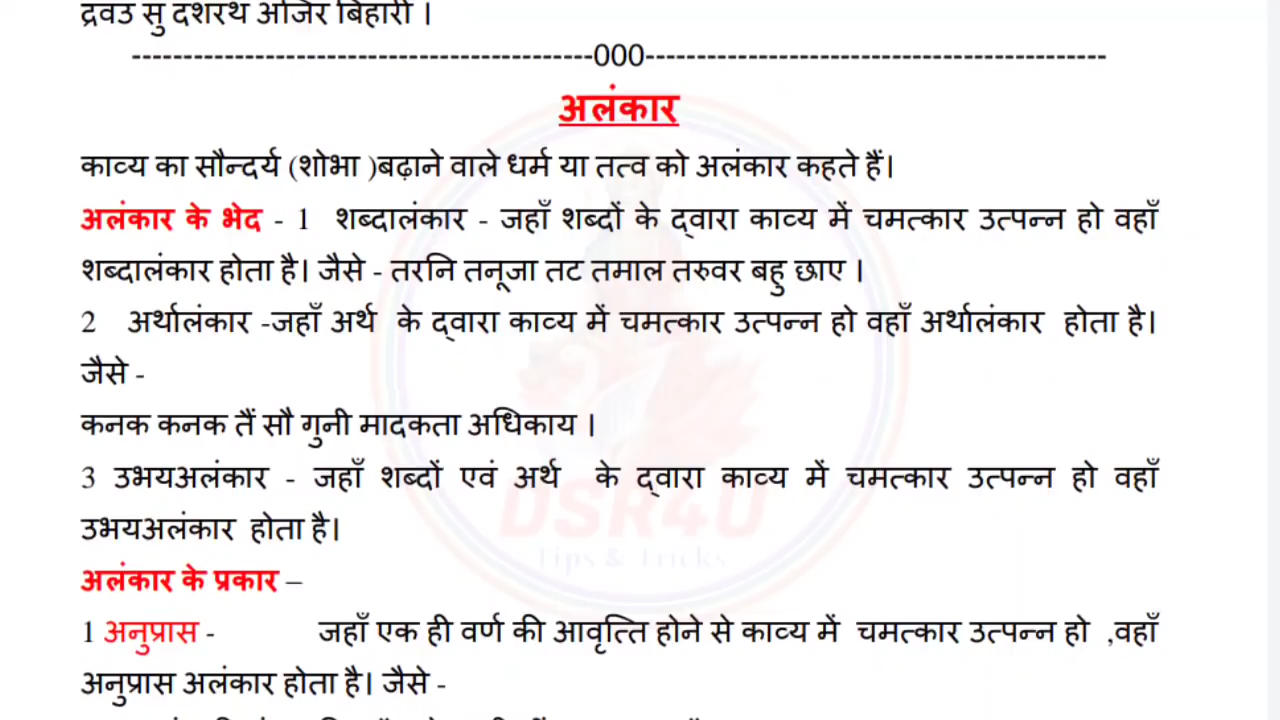 द्रवउ सु दशरथ अजिर बिहारी ।
-------------------------------------------000-------------------------------------------
अलंकार
काव्य का सौन्दर्य (शोभा )बढ़ाने वाले धर्म या तत्व को अलंकार कहते हैं।
अलंकार के भेद - 1 शब्दालंकार - जहाँ शब्दों के द्वारा काव्य में चमत्कार उत्पन्न हो वहाँ
शब्दालंकार होता है। जैसे - तरनि तनूजा तट तमाल तरुवर बहु छाए ।
2 अर्थालंकार -जहाँ अर्थ के द्वारा काव्य में चमत्कार उत्पन्न हो वहाँ अर्थालंकार होता है।
जैसे -
कनक कनक तैं सौ गुनी मादकता अधिकाय ।
3 उभयअलंकार - जहाँ शब्दों एवं अर्थ के द्वारा काव्य में चमत्कार उत्पन्न हो वहाँ
उभयअलंकार होता है।
DSR4U
Tips & Tricks
अलंकार के प्रकार –
1 अनुप्रास - जहाँ एक ही वर्ण की आवृत्ति होने से काव्य में चमत्कार उत्पन्न हो ,वहाँ
अनुप्रास अलंकार होता है। जैसे -